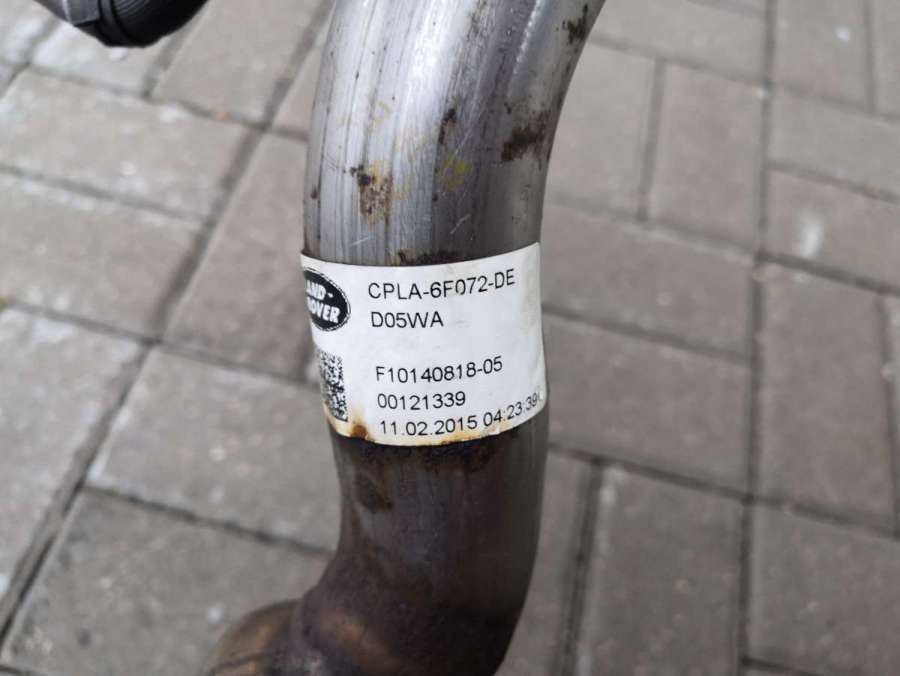 LAND-
ROVER
CPLA-6F072-DE
D05WA
F10140818-05
00121339
11.02.2015 04:23:39